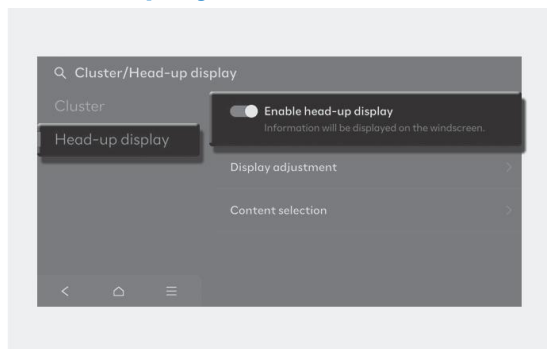 Cluster/Head-up display
Cluster
Head-up display
Enable head-up display
Information will be displayed on the windscreen.
Display adjustment
Content selection